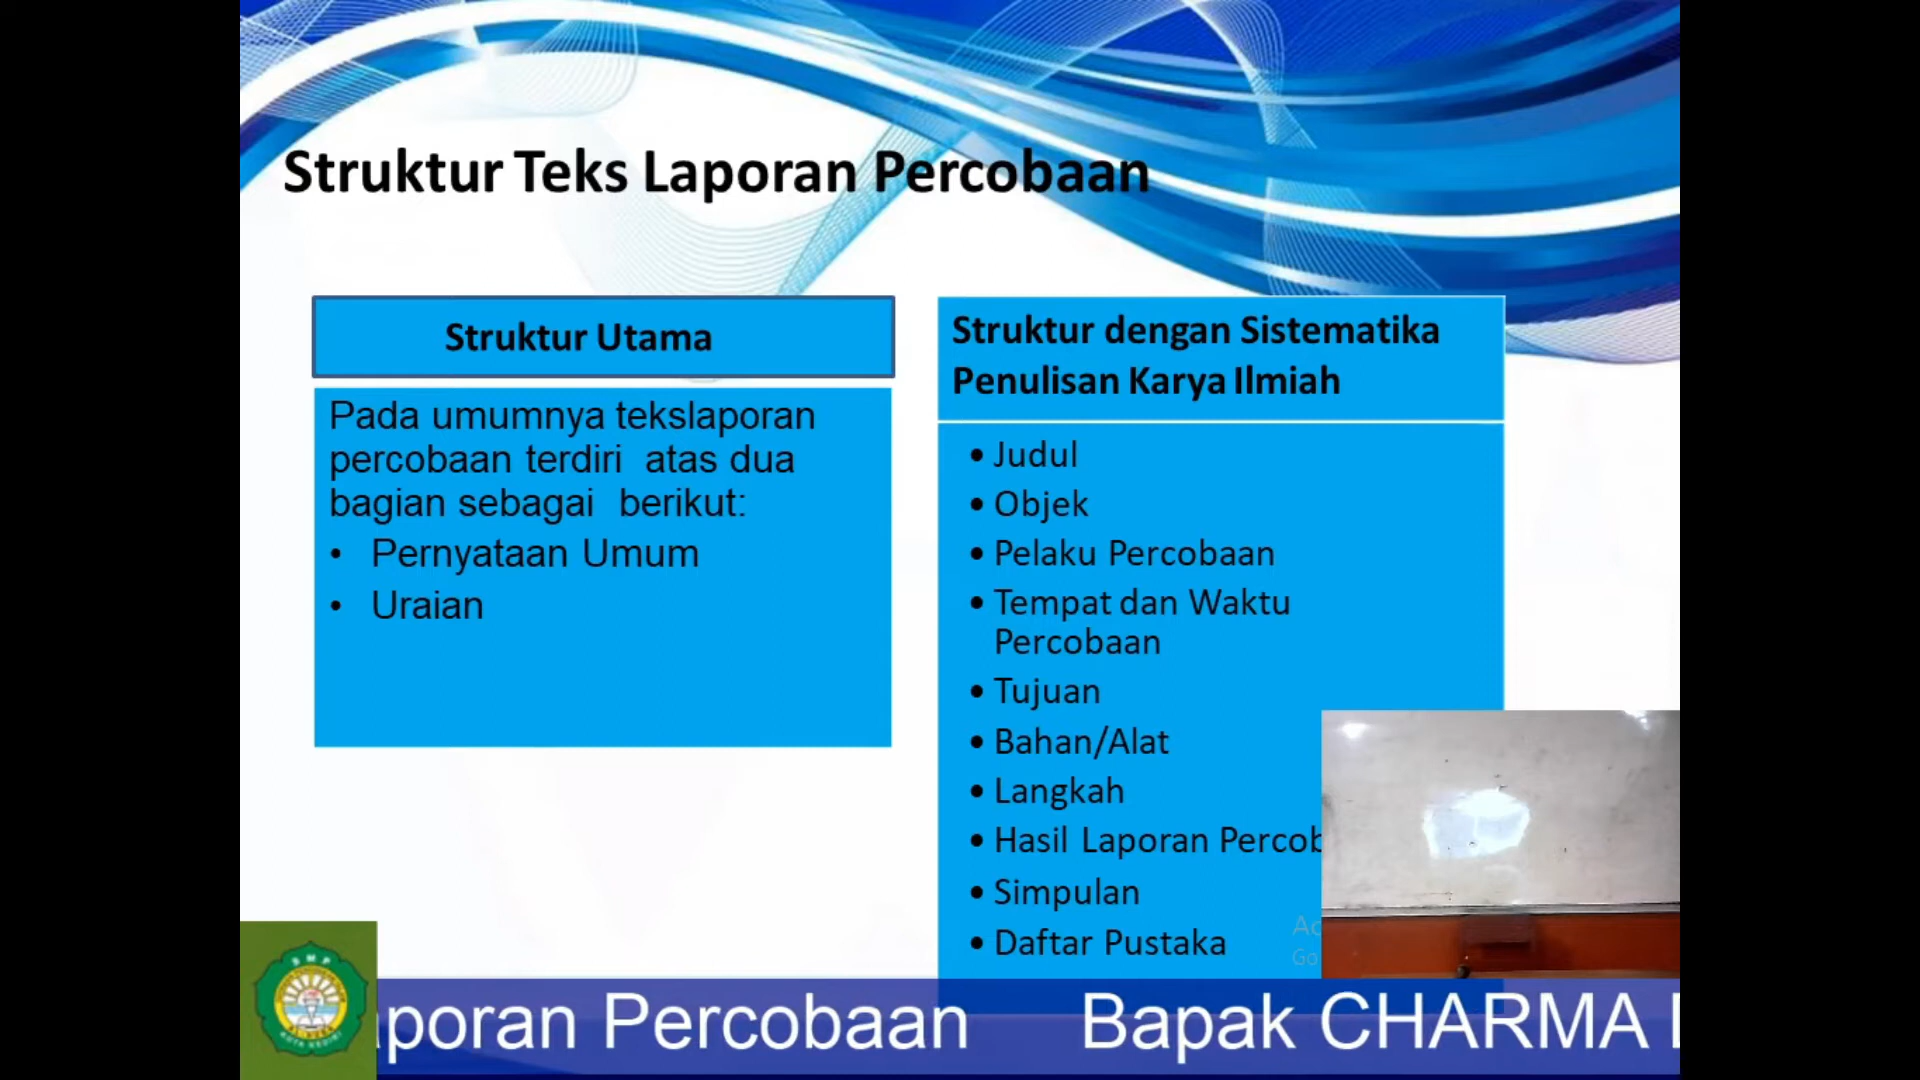 Struktur Teks Laporan Percobaan
Struktur Utama
Pada umumnya tekslaporan
percobaan terdiri atas dua
bagian sebagai berikut:
• Pernyataan Umum
• Uraian
Struktur dengan Sistematika
Penulisan Karya Ilmiah
• Judul
• Objek
• Pelaku Percobaan
• Tempat dan Waktu
Percobaan
• Tujuan
• Bahan/Alat
• Langkah
• Hasil Laporan Percob
• Simpulan
• Daftar Pustaka
SMP
aporan Percobaan Bapak CHARMA